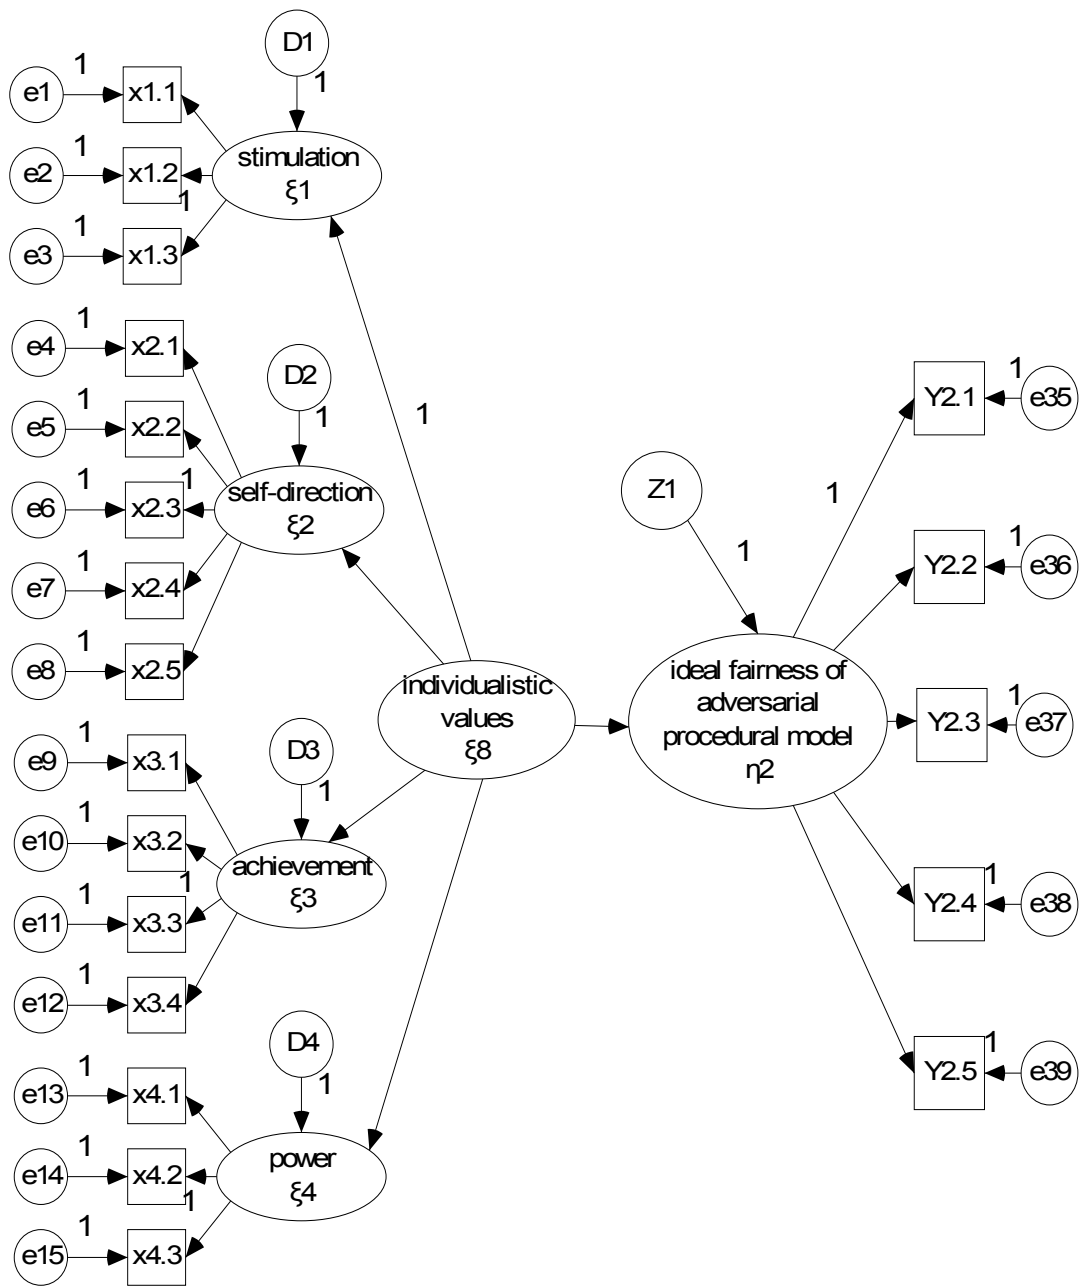 D1
1
1
e1
x1.1
1
e2
x1.2
stimulation
ξ1
1
1
e3
x1.3
1
e4
x2.1
D2
1
1
e5
x2.2
1
1
e6
x2.3
self-direction
ξ2
1
e7
x2.4
1
e8
x2.5
1
individualistic
values
ξ8
Z1
1
ideal fairness of
adversarial
procedural model
η2
1
Y2.1
1
e35
Y2.2
1
e36
Y2.3
1
e37
Y2.4
1
e38
Y2.5
1
e39
1
e9
x3.1
D3
1
1
e10
x3.2
achievement
ξ3
1
1
e11
x3.3
1
e12
x3.4
D4
1
1
e13
x4.1
1
e14
x4.2
power
ξ4
1
1
e15
x4.3